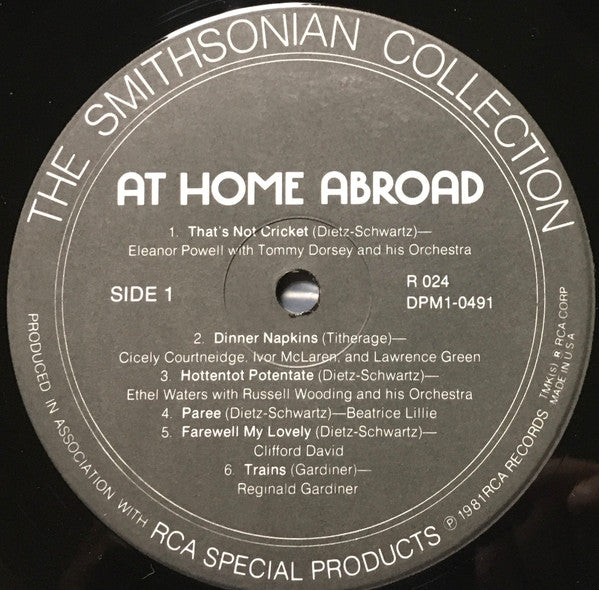 THE SMITHSONIAN COLLECTION
AT HOME ABROAD
1. That's Not Cricket (Dietz-Schwartz)—
Eleanor Powell with Tommy Dorsey and his Orchestra
SIDE 1
R 024
DPM1-0491
2. Dinner Napkins (Titherage)—
Cicely Courtneidge, Ivor McLaren, and Lawrence Green
3. Hottentot Potentate (Dietz-Schwartz)—
Ethel Waters with Russell Wooding and his Orchestra
4. Paree (Dietz-Schwartz)—Beatrice Lillie
5. Farewell My Lovely (Dietz-Schwartz)—
Clifford David
6. Trains (Gardiner)—
Reginald Gardiner
PRODUCED IN ASSOCIATION WITH RCA SPECIAL PRODUCTS ℗ 1981 RCA RECORDS
TMK(S) ® RCA CORP
MADE IN U.S.A.